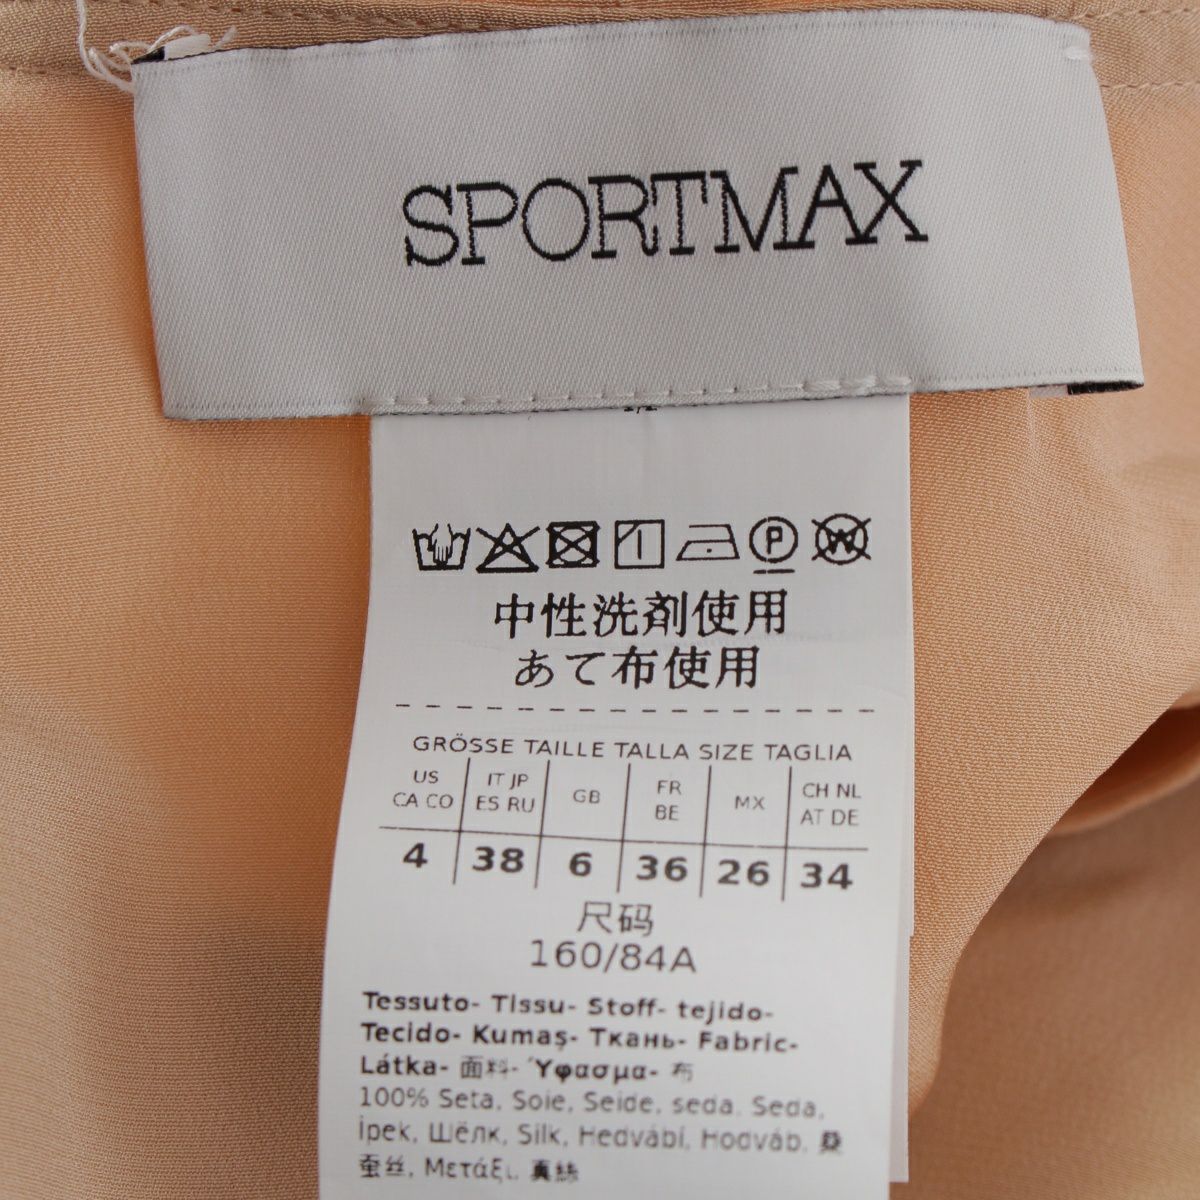 SPORTMAX
P W
中性洗剤使用
あて布使用
GRÖSSE TAILLE TALLA SIZE TAGLIA
US CA CO | IT JP ES RU | GB | FR BE | MX | CH NL AT DE
4 | 38 | 6 | 36 | 26 | 34
尺码
160/84A
Tessuto- Tissu- Stoff- tejido-
Tecido- Kumaş- Ткань- Fabric-
Látka- 面料- Ύφασμα- 布
100% Seta, Soie, Seide, seda, Seda,
İpek, Шёлк, Silk, Hedvábí, Hodváb, 桑
蚕丝, Μετάξι, 真絲